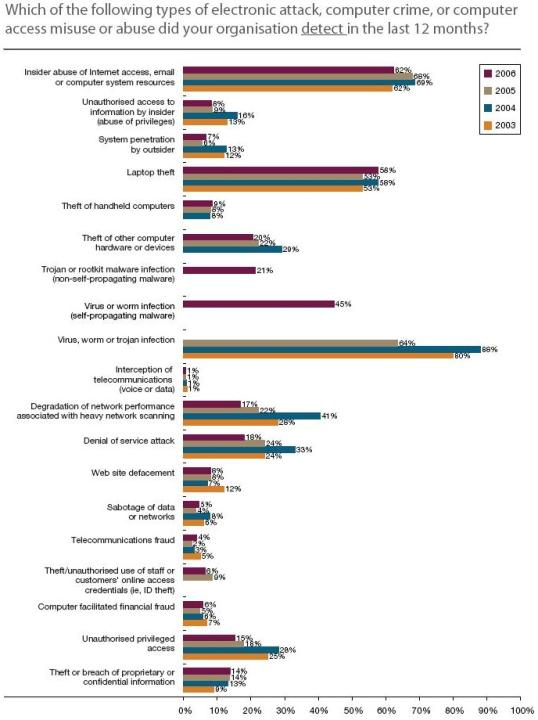 Which of the following types of electronic attack, computer crime, or computer
access misuse or abuse did your organisation detect in the last 12 months?
2006
2005
2004
2003
Insider abuse of Internet access, email
or computer system resources
62%
68%
69%
62%
Unauthorised access to
information by insider
(abuse of privileges)
8%
9%
16%
13%
System penetration
by outsider
7%
6%
13%
12%
Laptop theft
58%
53%
58%
53%
Theft of handheld computers
9%
8%
8%
Theft of other computer
hardware or devices
20%
22%
29%
Trojan or rootkit malware infection
(non-self-propagating malware)
21%
Virus or worm infection
(self-propagating malware)
45%
Virus, worm or trojan infection
64%
88%
80%
Interception of
telecommunications
(voice or data)
1%
1%
1%
1%
Degradation of network performance
associated with heavy network scanning
17%
22%
41%
28%
Denial of service attack
18%
24%
33%
24%
Web site defacement
8%
8%
7%
12%
Sabotage of data
or networks
5%
4%
8%
6%
Telecommunications fraud
4%
2%
3%
5%
Theft/unauthorised use of staff or
customers' online access
credentials (ie, ID theft)
6%
9%
Computer facilitated financial fraud
6%
5%
6%
7%
Unauthorised privileged
access
15%
18%
28%
25%
Theft or breach of proprietary or
confidential information
14%
14%
13%
9%
0% 10% 20% 30% 40% 50% 60% 70% 80% 90% 100%